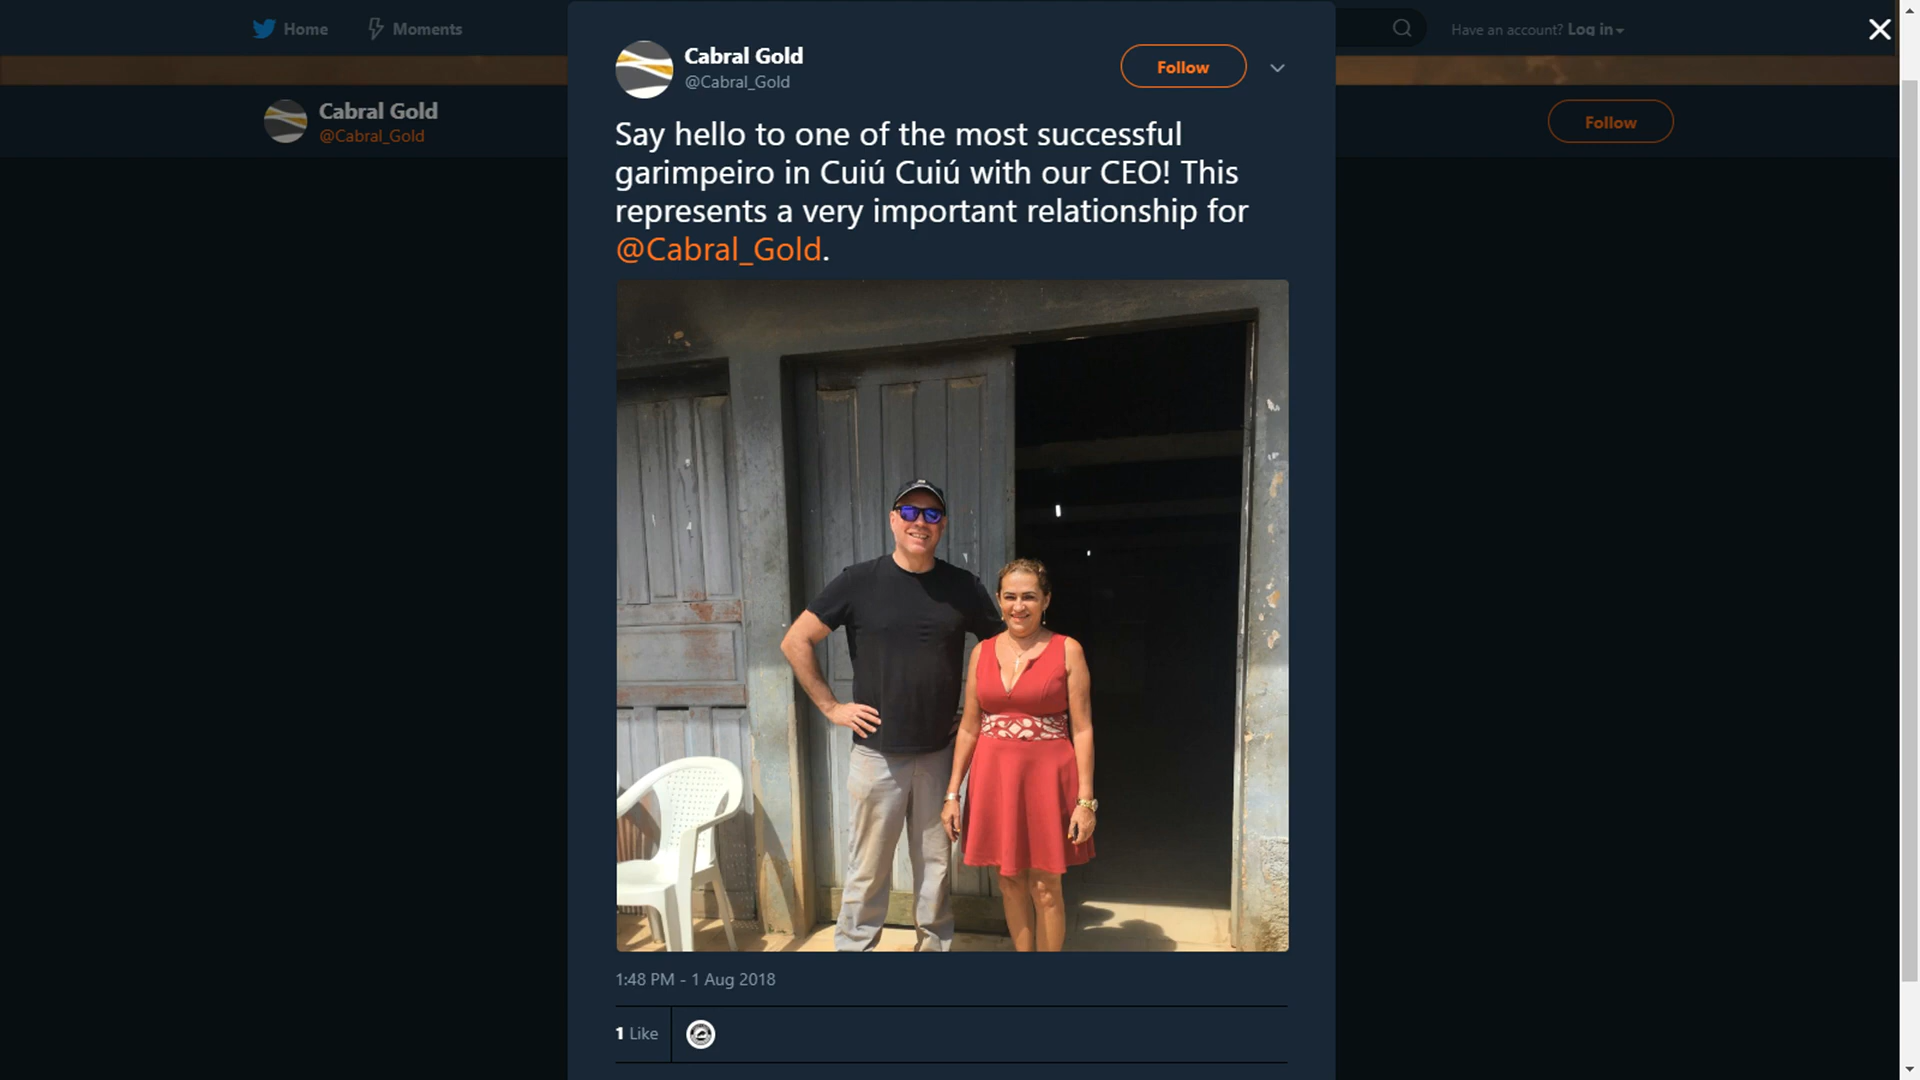 Home
Moments
Have an account? Log in
Cabral Gold
@Cabral_Gold
Follow
Cabral Gold
@Cabral_Gold
Follow
Say hello to one of the most successful
garimpeiro in Cuiú Cuiú with our CEO! This
represents a very important relationship for
@Cabral_Gold.
1:48 PM - 1 Aug 2018
1 Like